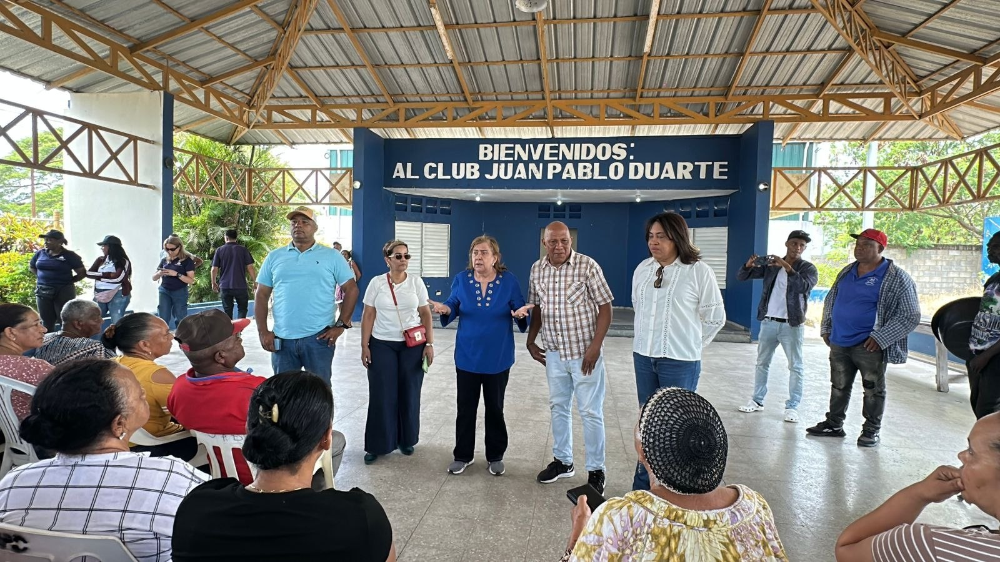 BIENVENIDOS:
AL CLUB JUAN PABLO DUARTE